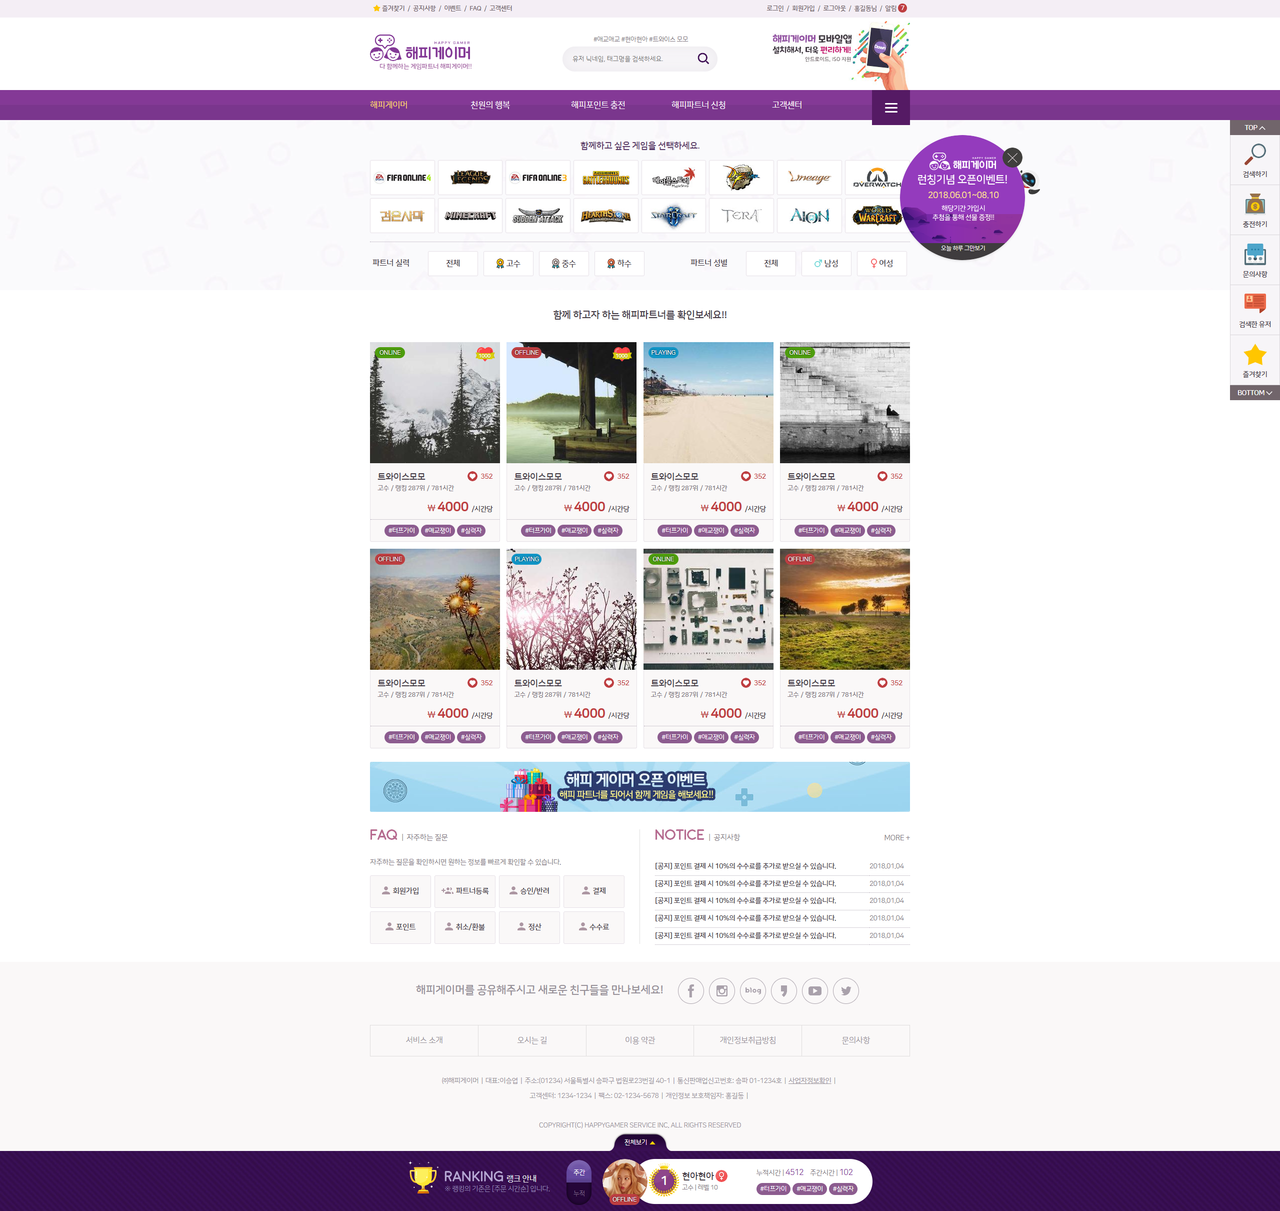 즐겨찾기 / 공지사항 / 이벤트 / FAQ / 고객센터
로그인 / 회원가입 / 로그아웃 / 홍길동님 / 알림 7
HAPPY GAMER
해피게이머
다 함께하는 게임파트너 해피게이머!!
#애교애교 #현아현아 #트와이스 모모
유저 닉네임, 태그명을 검색하세요.
해피게이머 모바일앱
설치해서, 더욱 편리하게!
안드로이드, ISO 지원
해피게이머
천원의 행복
해피포인트 충전
해피파트너 신청
고객센터
함께하고 싶은 게임을 선택하세요.
FIFA ONLINE 4
LEAGUE OF LEGENDS
FIFA ONLINE 3
BATTLEGROUNDS
메이플스토리
Lineage
OVERWATCH
검은사막
MINECRAFT
SUDDEN ATTACK
HEARTHSTONE
STARCRAFT
TERA
AION
WORLD OF WARCRAFT
파트너 실력
전체
고수
중수
하수
파트너 성별
전체
남성
여성
HAPPY GAMER
해피게이머
런칭기념 오픈이벤트!
2018.06.01~08.10
해당기간 가입시
추첨을 통해 선물 증정!!
오늘 하루 그만보기
TOP
검색하기
충전하기
문의사항
검색한 유저
즐겨찾기
BOTTOM
함께 하고자 하는 해피파트너를 확인보세요!!
ONLINE
1000
OFFLINE
1000
PLAYING
ONLINE
트와이스모모 352
고수 / 랭킹 287위 / 781시간
₩ 4000 /시간당
#터프가이 #애교쟁이 #실력자
트와이스모모 352
고수 / 랭킹 287위 / 781시간
₩ 4000 /시간당
#터프가이 #애교쟁이 #실력자
트와이스모모 352
고수 / 랭킹 287위 / 781시간
₩ 4000 /시간당
#터프가이 #애교쟁이 #실력자
트와이스모모 352
고수 / 랭킹 287위 / 781시간
₩ 4000 /시간당
#터프가이 #애교쟁이 #실력자
OFFLINE
PLAYING
ONLINE
OFFLINE
트와이스모모 352
고수 / 랭킹 287위 / 781시간
₩ 4000 /시간당
#터프가이 #애교쟁이 #실력자
트와이스모모 352
고수 / 랭킹 287위 / 781시간
₩ 4000 /시간당
#터프가이 #애교쟁이 #실력자
트와이스모모 352
고수 / 랭킹 287위 / 781시간
₩ 4000 /시간당
#터프가이 #애교쟁이 #실력자
트와이스모모 352
고수 / 랭킹 287위 / 781시간
₩ 4000 /시간당
#터프가이 #애교쟁이 #실력자
해피 게이머 오픈 이벤트
해피 파트너를 되어서 함께 게임을 해보세요!!
FAQ | 자주하는 질문
자주하는 질문을 확인하시면 원하는 정보를 빠르게 확인할 수 있습니다.
회원가입
파트너등록
승인/반려
결제
포인트
취소/환불
정산
수수료
NOTICE | 공지사항
MORE +
[공지] 포인트 결제 시 10%의 수수료를 추가로 받으실 수 있습니다. 2018.01.04
[공지] 포인트 결제 시 10%의 수수료를 추가로 받으실 수 있습니다. 2018.01.04
[공지] 포인트 결제 시 10%의 수수료를 추가로 받으실 수 있습니다. 2018.01.04
[공지] 포인트 결제 시 10%의 수수료를 추가로 받으실 수 있습니다. 2018.01.04
[공지] 포인트 결제 시 10%의 수수료를 추가로 받으실 수 있습니다. 2018.01.04
해피게이머를 공유해주시고 새로운 친구들을 만나보세요!
blog
서비스 소개
오시는 길
이용 약관
개인정보취급방침
문의사항
㈜해피게이머 | 대표:이승엽 | 주소:(01234) 서울특별시 송파구 법원로23번길 40-1 | 통신판매업신고번호: 송파 01-1234호 | 사업자정보확인 |
고객센터: 1234-1234 | 팩스: 02-1234-5678 | 개인정보 보호책임자: 홍길동 |
COPYRIGHT(C) HAPPYGAMER SERVICE INC, ALL RIGHTS RESERVED
전체보기
RANKING 랭크 안내
※ 랭킹의 기준은 [주문 시간순] 입니다.
주간
누적
OFFLINE
1
현아현아
고수 | 레벨 10
누적시간 | 4512 주간시간 | 102
#터프가이 #애교쟁이 #실력자